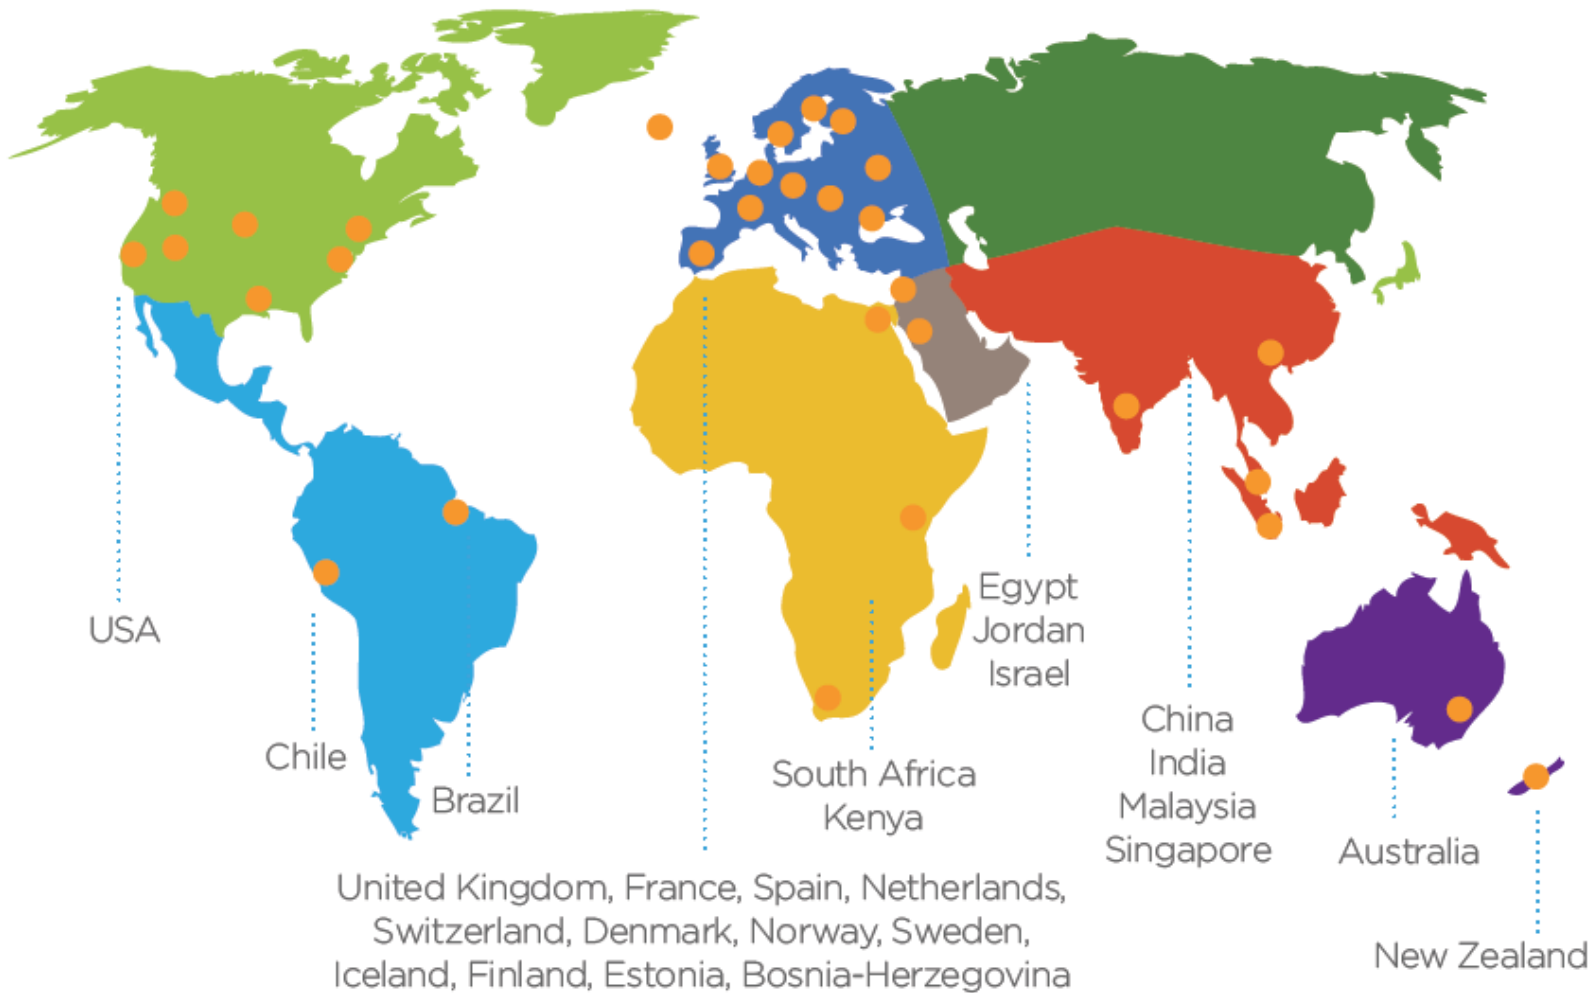 USA
Chile
Brazil
United Kingdom, France, Spain, Netherlands,
Switzerland, Denmark, Norway, Sweden,
Iceland, Finland, Estonia, Bosnia-Herzegovina
South Africa
Kenya
Egypt
Jordan
Israel
China
India
Malaysia
Singapore
Australia
New Zealand